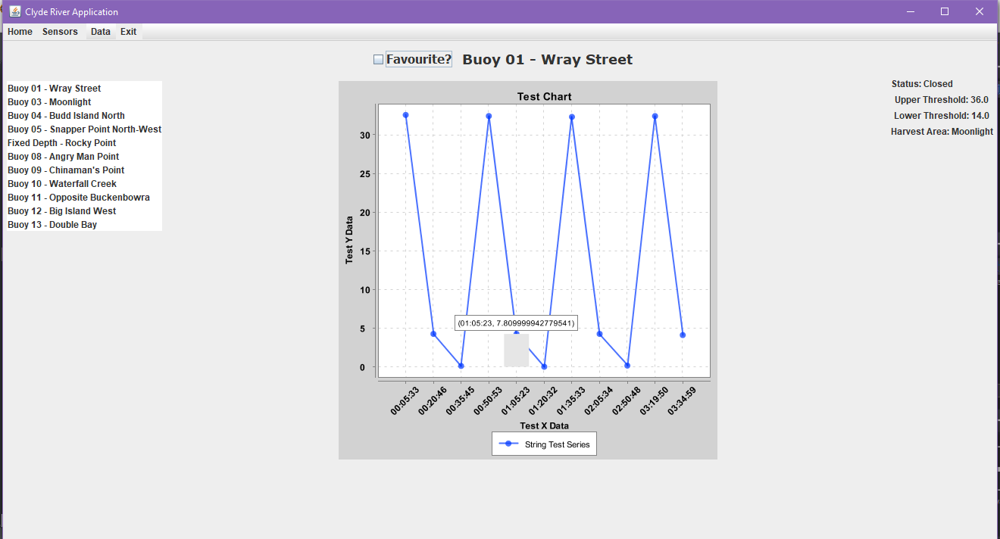 Clyde River Application
Home Sensors Data Exit
Favourite? Buoy 01 - Wray Street
Buoy 01 - Wray Street
Buoy 03 - Moonlight
Buoy 04 - Budd Island North
Buoy 05 - Snapper Point North-West
Fixed Depth - Rocky Point
Buoy 08 - Angry Man Point
Buoy 09 - Chinaman's Point
Buoy 10 - Waterfall Creek
Buoy 11 - Opposite Buckenbowra
Buoy 12 - Big Island West
Buoy 13 - Double Bay
Test Chart
Test Y Data
30
25
20
15
10
5
0
(01:05:23, 7.809999942779541)
00:05:33
00:20:46
00:35:45
00:50:53
01:05:23
01:20:32
01:35:33
02:05:34
02:50:48
03:19:50
03:34:59
Test X Data
String Test Series
Status: Closed
Upper Threshold: 36.0
Lower Threshold: 14.0
Harvest Area: Moonlight